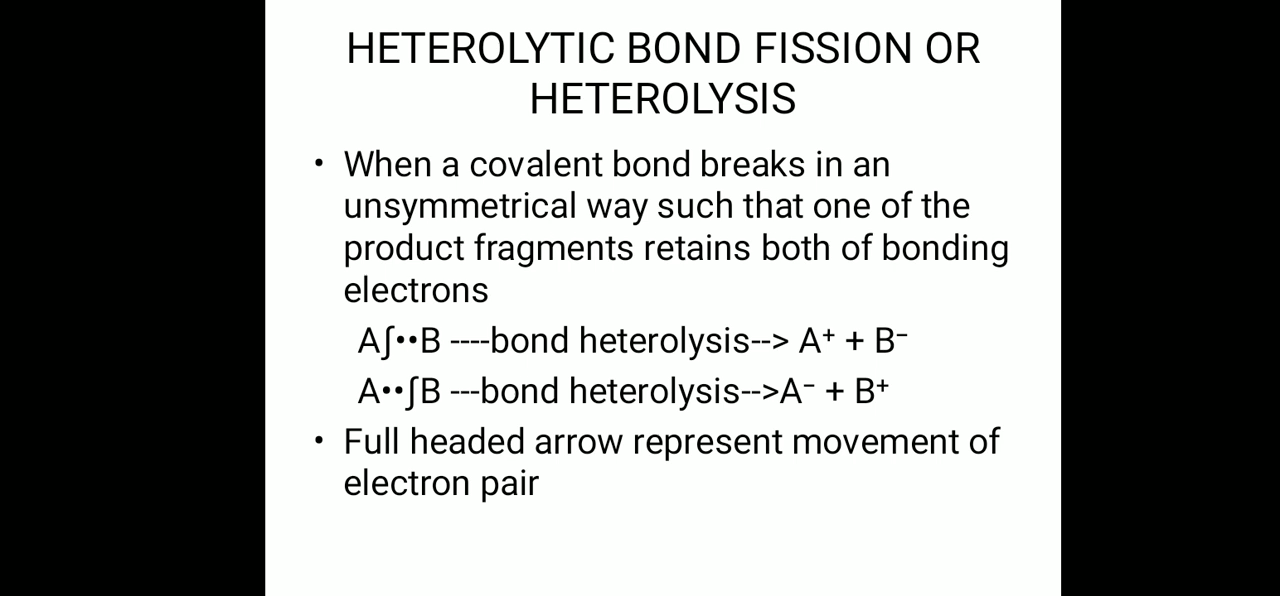 HETEROLYTIC BOND FISSION OR
HETEROLYSIS
• When a covalent bond breaks in an
unsymmetrical way such that one of the
product fragments retains both of bonding
electrons
A∫••B ----bond heterolysis--> A⁺ + B⁻
A••∫B ---bond heterolysis-->A⁻ + B⁺
• Full headed arrow represent movement of
electron pair